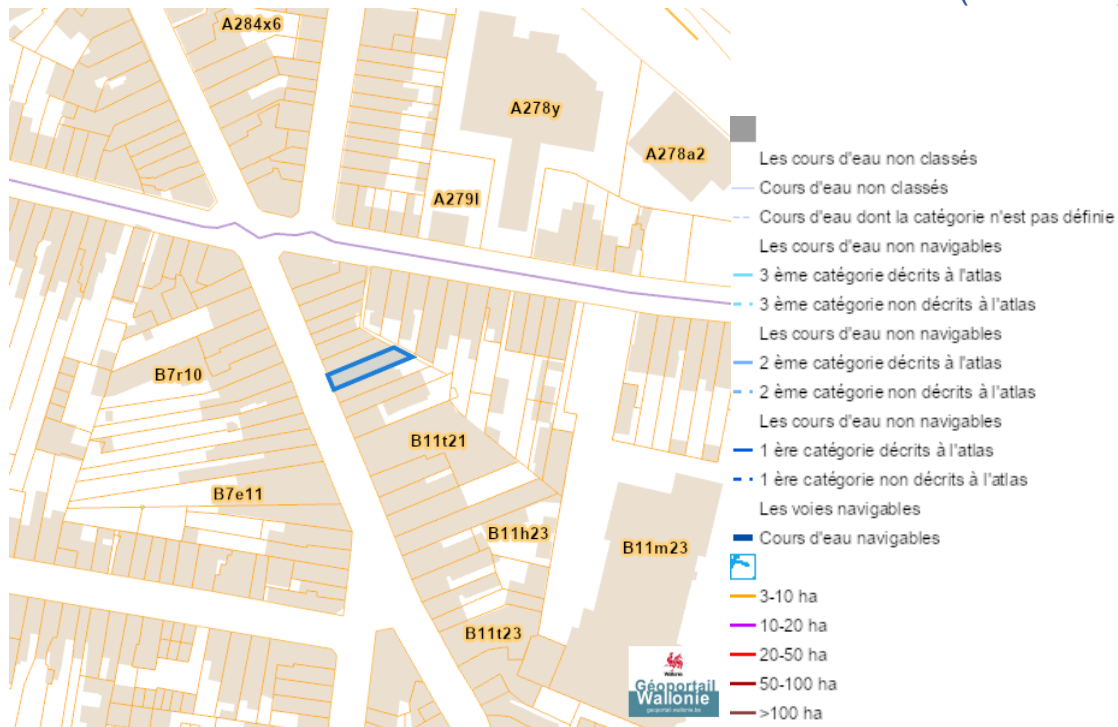 A284x6
A278y
A278a2
A279l
B7r10
B11t21
B7e11
B11h23
B11m23
B11t23
Wallonie
Géoportail
Wallonie
geoportail.wallonie.be
Les cours d'eau non classés
Cours d'eau non classés
Cours d'eau dont la catégorie n'est pas définie
Les cours d'eau non navigables
3 ème catégorie décrits à l'atlas
3 ème catégorie non décrits à l'atlas
Les cours d'eau non navigables
2 ème catégorie décrits à l'atlas
2 ème catégorie non décrits à l'atlas
Les cours d'eau non navigables
1 ère catégorie décrits à l'atlas
1 ère catégorie non décrits à l'atlas
Les voies navigables
Cours d'eau navigables
3-10 ha
10-20 ha
20-50 ha
50-100 ha
>100 ha